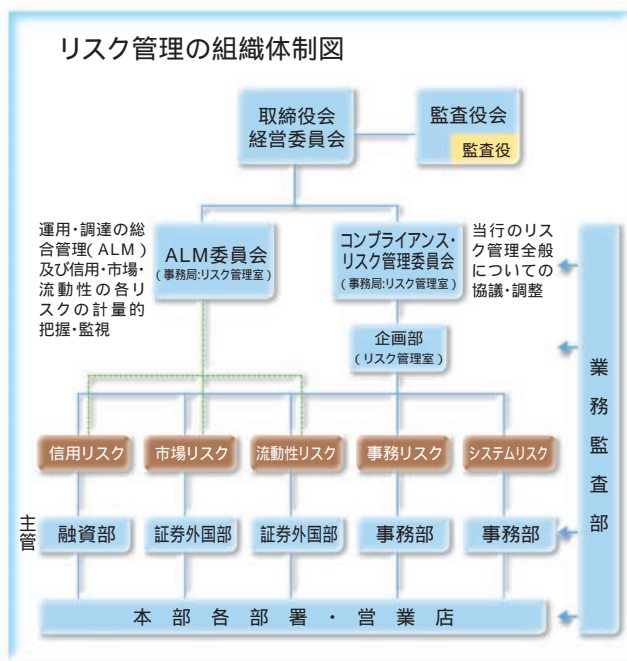 リスク管理の組織体制図
取締役会
経営委員会
監査役会
監査役
運用・調達の総
合管理(ALM)
及び信用・市場・
流動性の各リ
スクの計量的
把握・監視
ALM委員会
(事務局:リスク管理室)
コンプライアンス・
リスク管理委員会
(事務局:リスク管理室)
当行のリス
ク管理全般
についての
協議・調整
企画部
(リスク管理室)
業務監査部
信用リスク
市場リスク
流動性リスク
事務リスク
システムリスク
主管
融資部
証券外国部
証券外国部
事務部
事務部
本部各部署・営業店